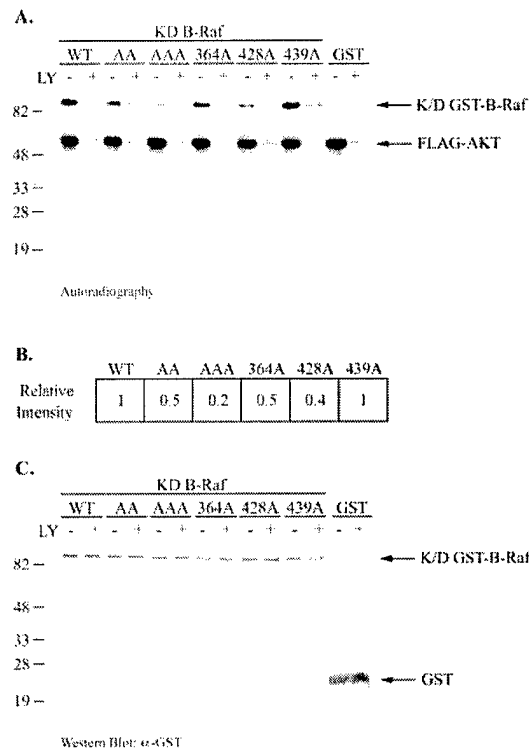 A.
KD B-Raf
WT AA AAA 364A 428A 439A GST
LY - + - + - + - + - + - + - +
82 –
K/D GST-B-Raf
FLAG-AKT
48 –
33 –
28 –
19 –
Autoradiography
B.
WT AA AAA 364A 428A 439A
Relative Intensity
1 0.5 0.2 0.5 0.4 1
C.
KD B-Raf
WT AA AAA 364A 428A 439A GST
LY - + - + - + - + - + - + - +
K/D GST-B-Raf
82 –
48 –
33 –
28 –
GST
19 –
Western Blot: α-GST